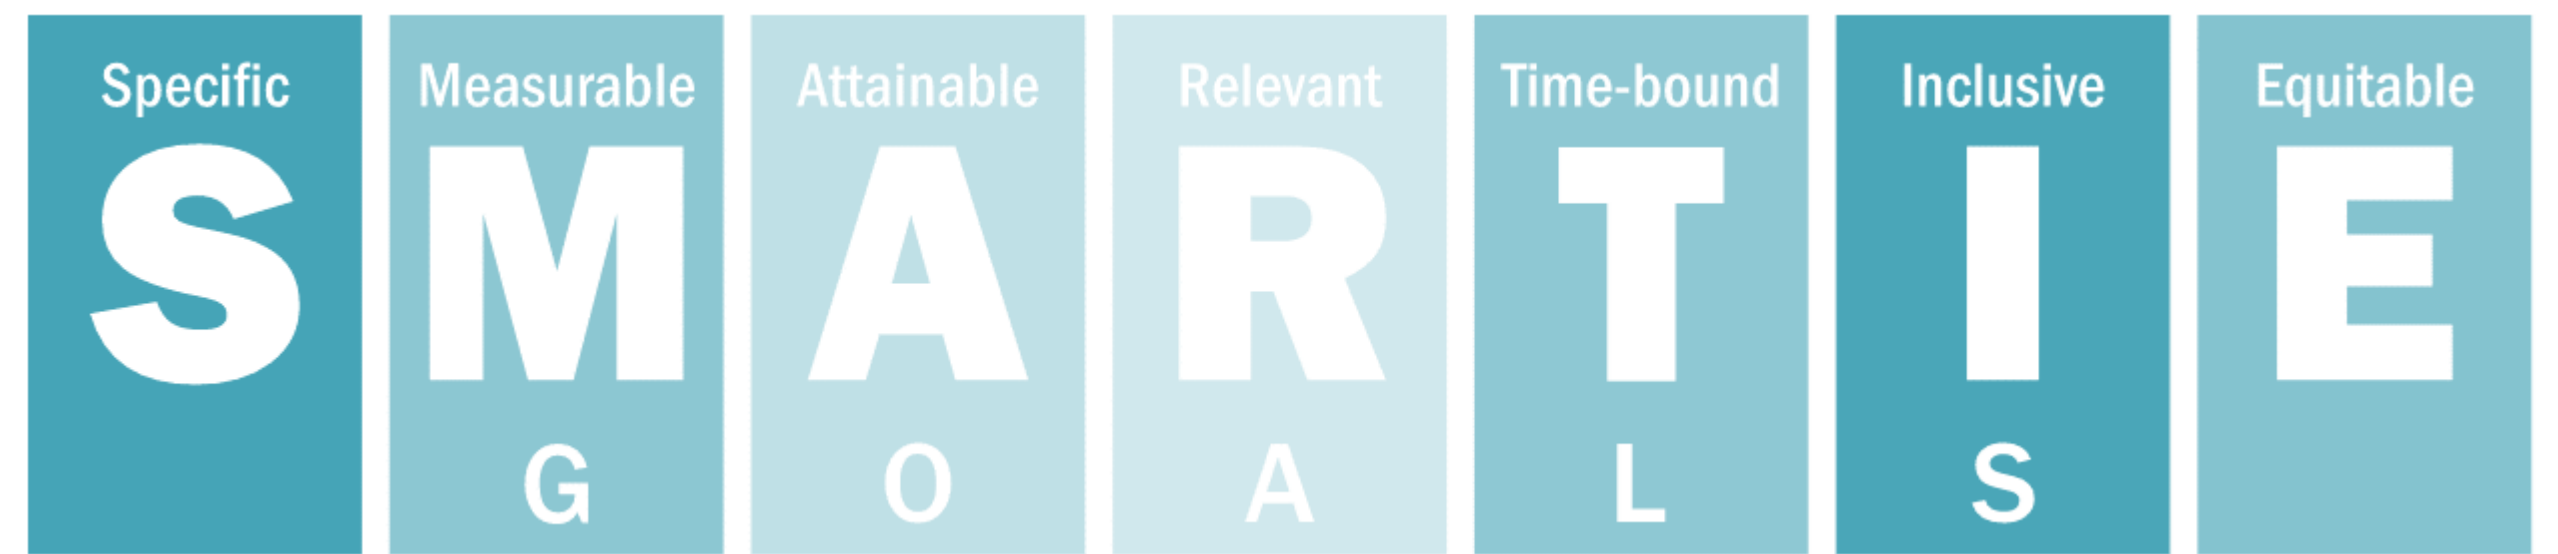 Specific Measurable Attainable Relevant Time-bound Inclusive Equitable
S M A R T I E
G O A L S